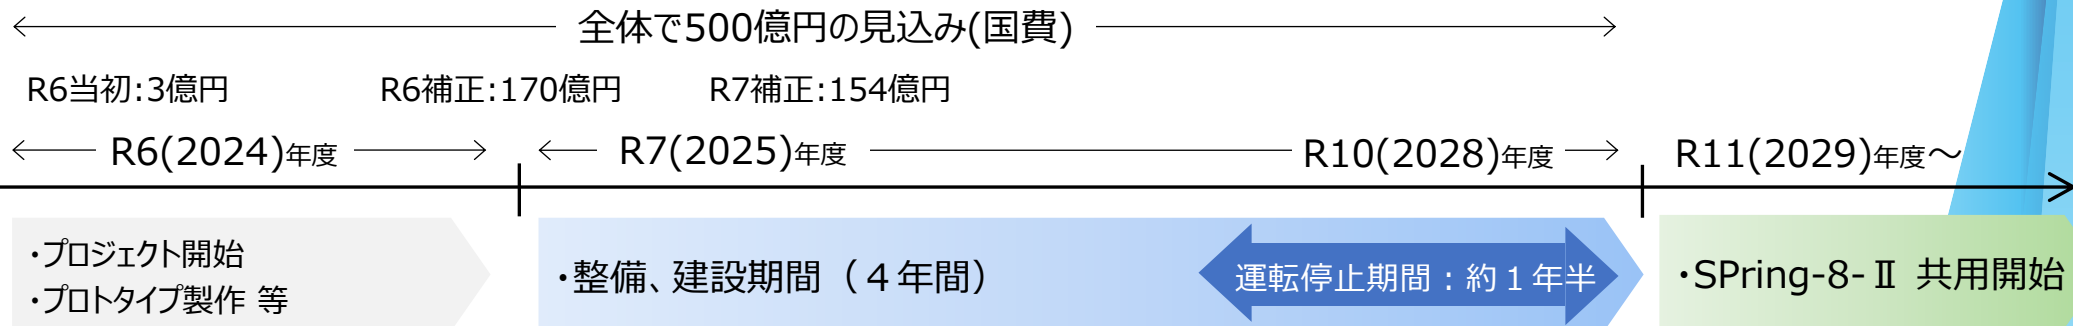 全体で500億円の見込み(国費)
R6当初:3億円 R6補正:170億円 R7補正:154億円
R6(2024)年度 R7(2025)年度 R10(2028)年度 R11(2029)年度～
・プロジェクト開始
・プロトタイプ製作 等
・整備、建設期間（４年間）
運転停止期間：約１年半
・SPring-8-Ⅱ 共用開始